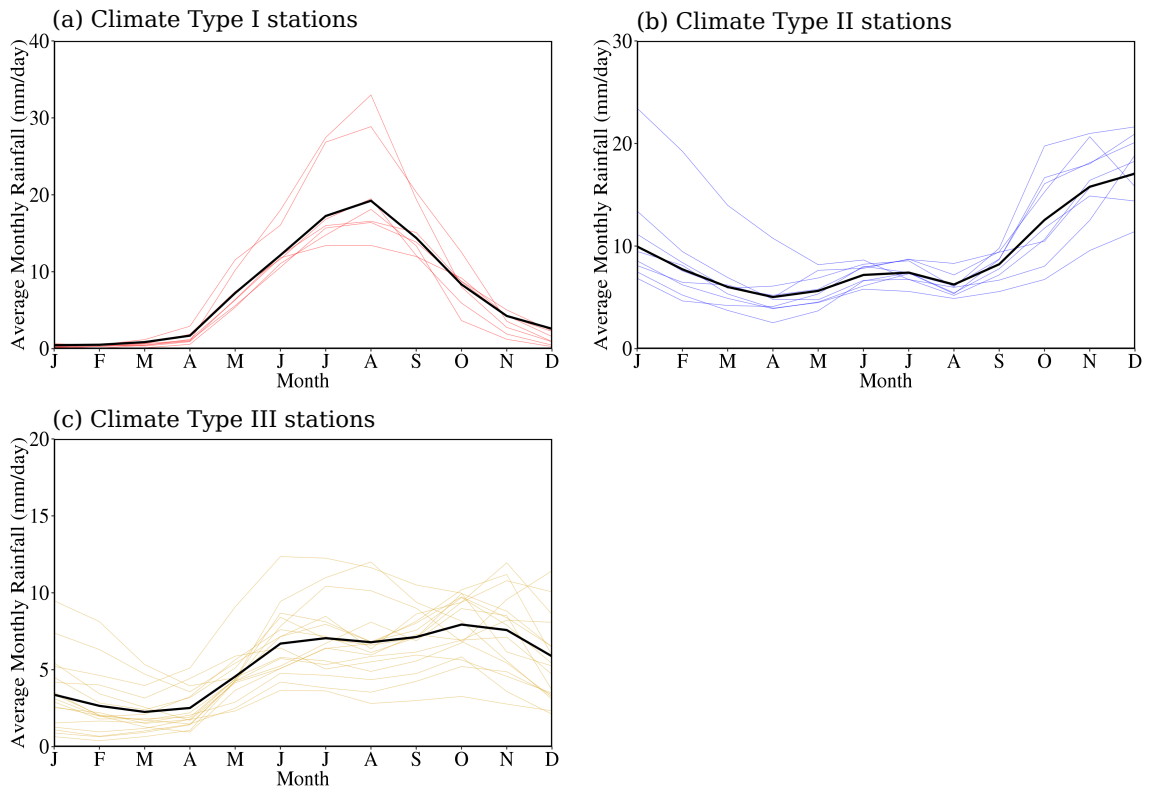 (a) Climate Type I stations
Average Monthly Rainfall (mm/day)
40
30
20
10
0
J F M A M J J A S O N D
Month
(b) Climate Type II stations
Average Monthly Rainfall (mm/day)
30
20
10
0
J F M A M J J A S O N D
Month
(c) Climate Type III stations
Average Monthly Rainfall (mm/day)
20
15
10
5
0
J F M A M J J A S O N D
Month